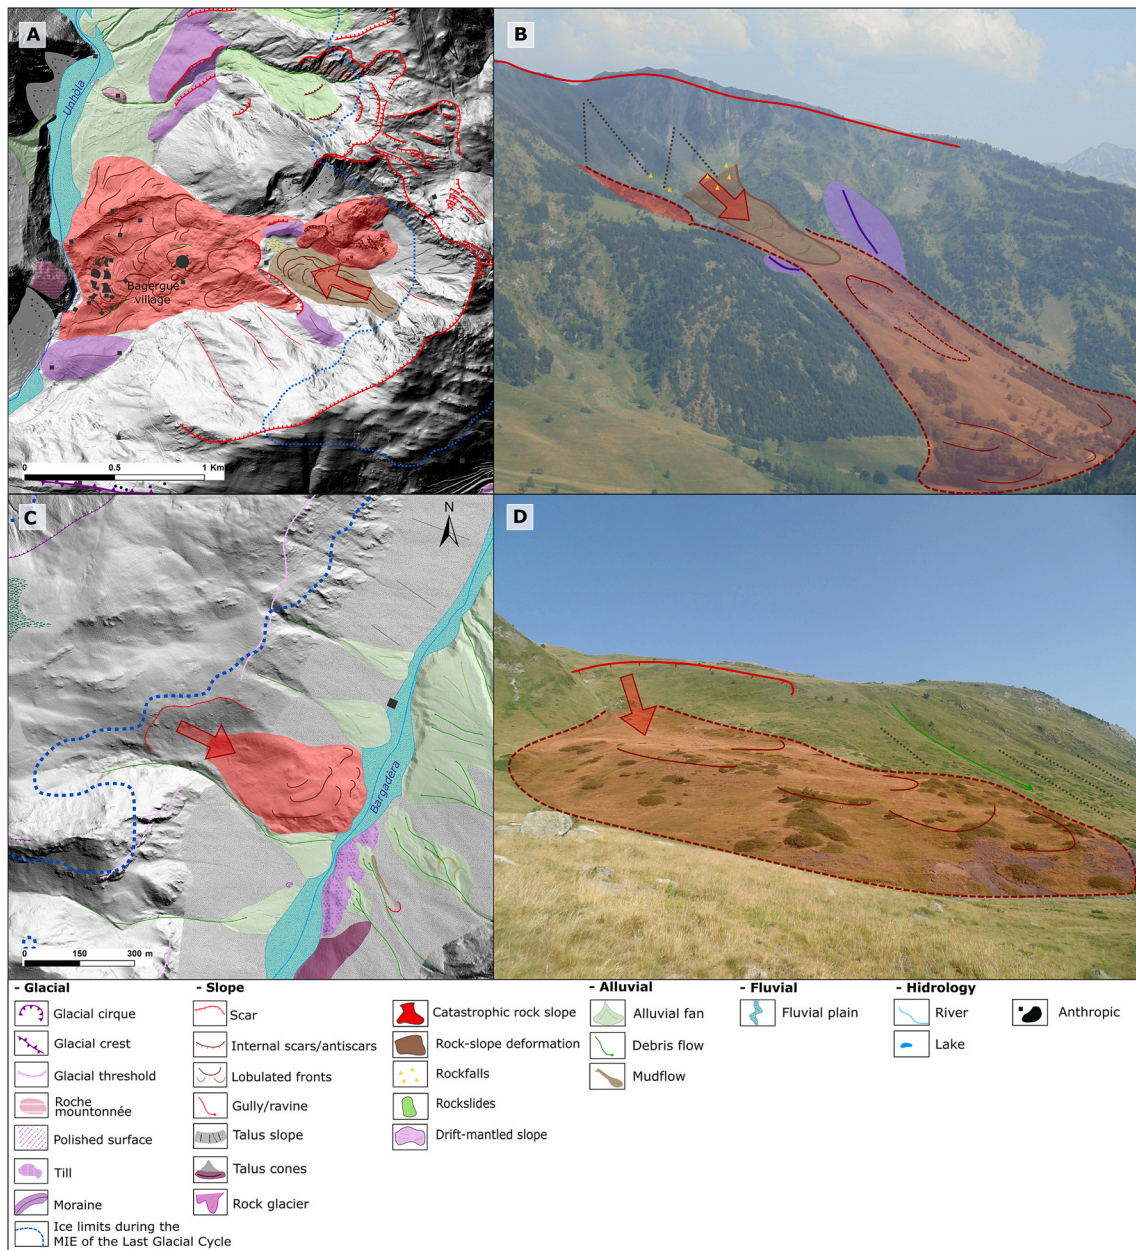 A
Unhòla
Bagergue
village
0
0.5
1 Km
B
C
N
Bargadèra
0
150
300 m
D
- Glacial
Glacial cirque
Glacial crest
Glacial threshold
Roche
mountonnée
Polished surface
Till
Moraine
Ice limits during the
MIE of the Last Glacial Cycle
- Slope
Scar
Internal scars/antiscars
Lobulated fronts
Gully/ravine
Talus slope
Talus cones
Rock glacier
Catastrophic rock slope
Rock-slope deformation
Rockfalls
Rockslides
Drift-mantled slope
- Alluvial
Alluvial fan
Debris flow
Mudflow
- Fluvial
Fluvial plain
- Hidrology
River
Lake
Anthropic